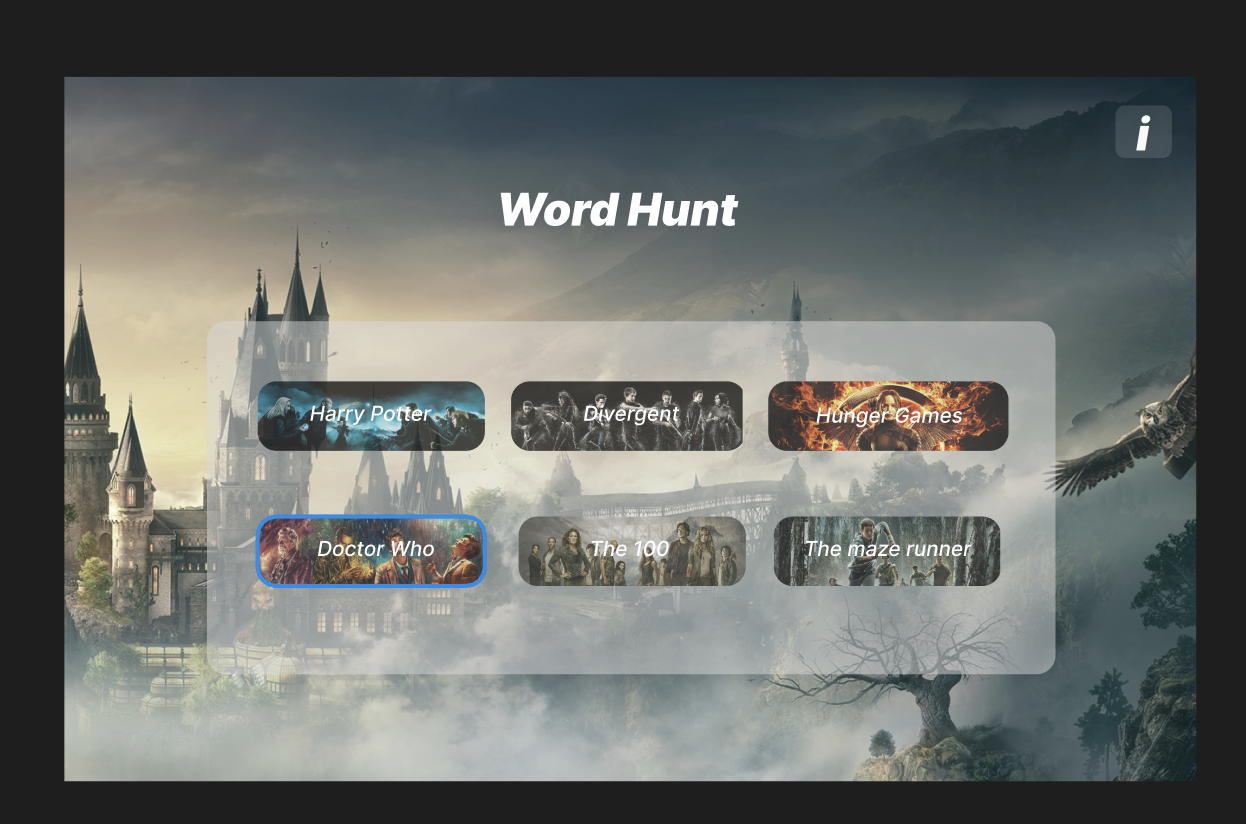 i
Word Hunt
Harry Potter
Divergent
Hunger Games
Doctor Who
The 100
The maze runner